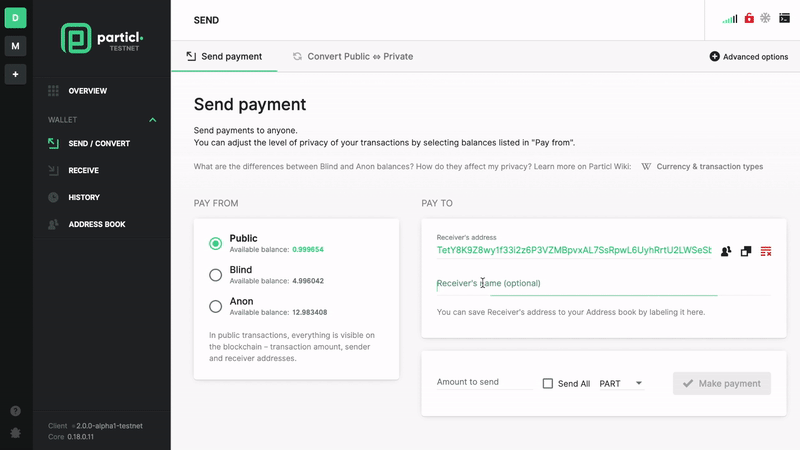 D
M
+
particl
TESTNET
OVERVIEW
WALLET
SEND / CONVERT
RECEIVE
HISTORY
ADDRESS BOOK
Client 2.0.0-alpha1-testnet
Core 0.18.0.11
SEND
Send payment
Convert Public ⇔ Private
Advanced options
Send payment
Send payments to anyone.
You can adjust the level of privacy of your transactions by selecting balances listed in "Pay from".
What are the differences between Blind and Anon balances? How do they affect my privacy? Learn more on Particl Wiki: W Currency & transaction types
PAY FROM
Public
Available balance: 0.999654
Blind
Available balance: 4.996042
Anon
Available balance: 12.983408
In public transactions, everything is visible on
the blockchain – transaction amount, sender
and receiver addresses.
PAY TO
Receiver's address
TetY8K9Z8wy1f33i2z6P3VZMBpvxAL7SsRpwL6UyhRrtU2LWSeSb
Receiver's name (optional)
You can save Receiver's address to your Address book by labeling it here.
Amount to send
Send All
PART
Make payment